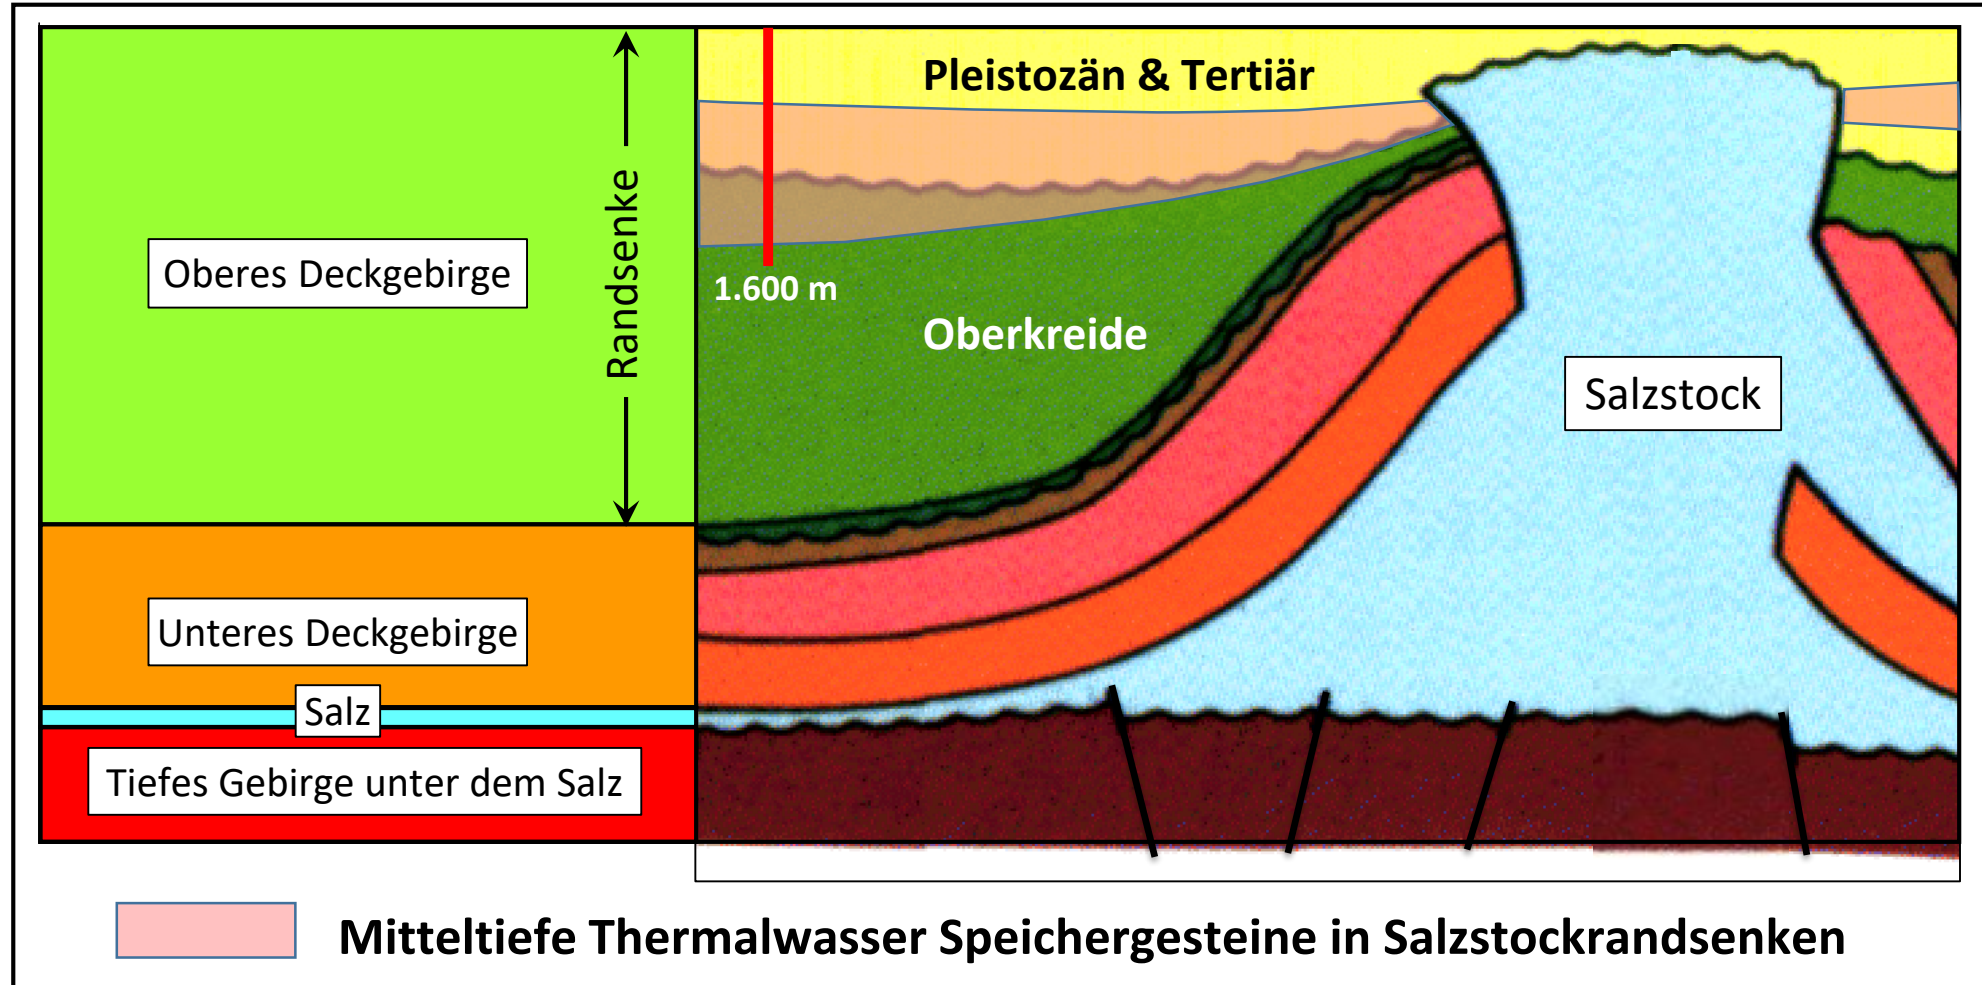 Pleistozän & Tertiär
Randsenke
Oberes Deckgebirge
1.600 m
Oberkreide
Salzstock
Unteres Deckgebirge
Salz
Tiefes Gebirge unter dem Salz
Mitteltiefe Thermalwasser Speichergesteine in Salzstockrandsenken